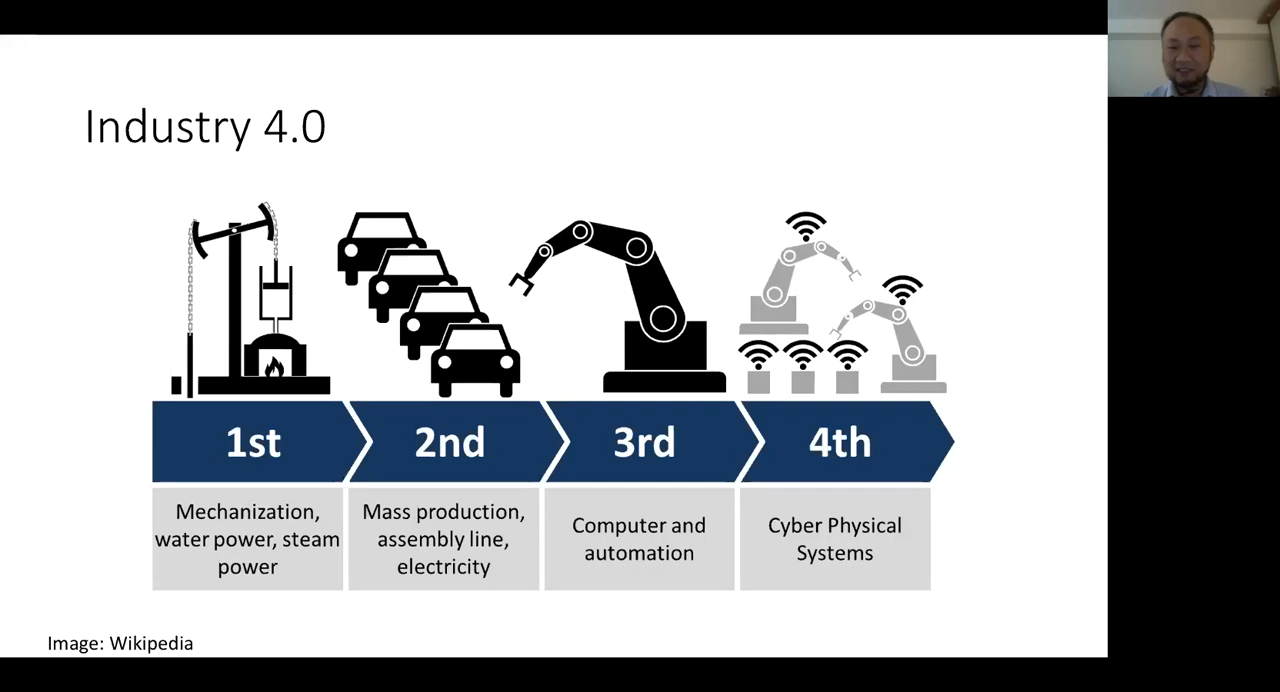 Industry 4.0
1st
2nd
3rd
4th
Mechanization,
water power, steam
power
Mass production,
assembly line,
electricity
Computer and
automation
Cyber Physical
Systems
Image: Wikipedia